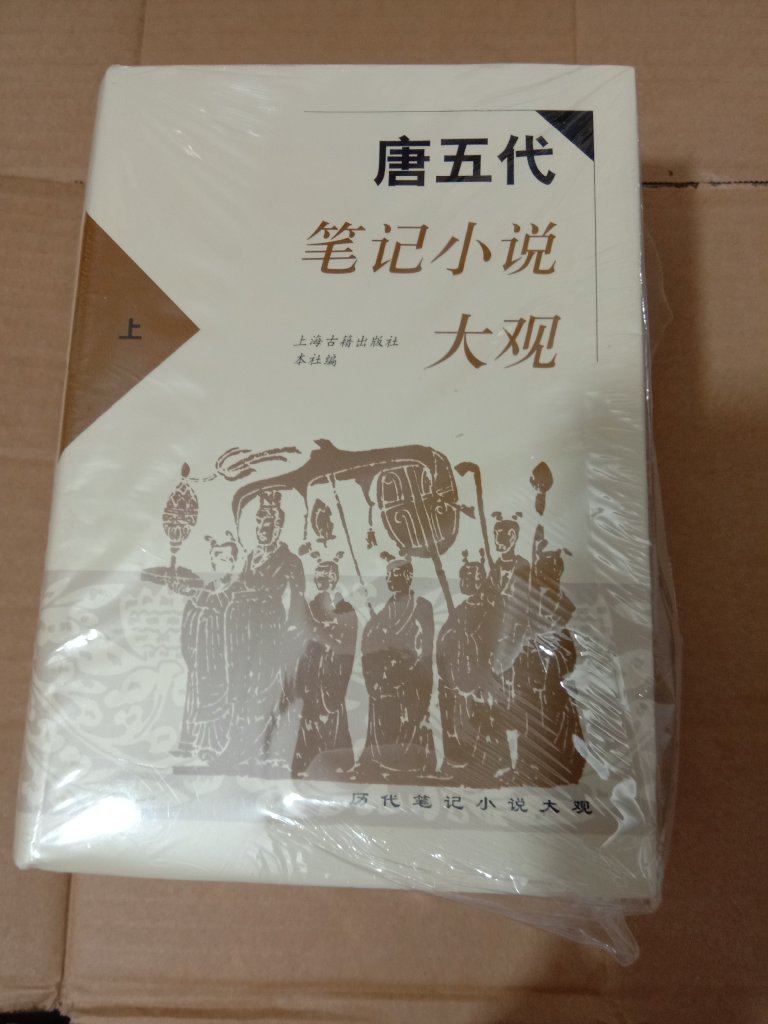 唐五代
笔记小说
大观
上海古籍出版社
本社编
上
历代笔记小说大观